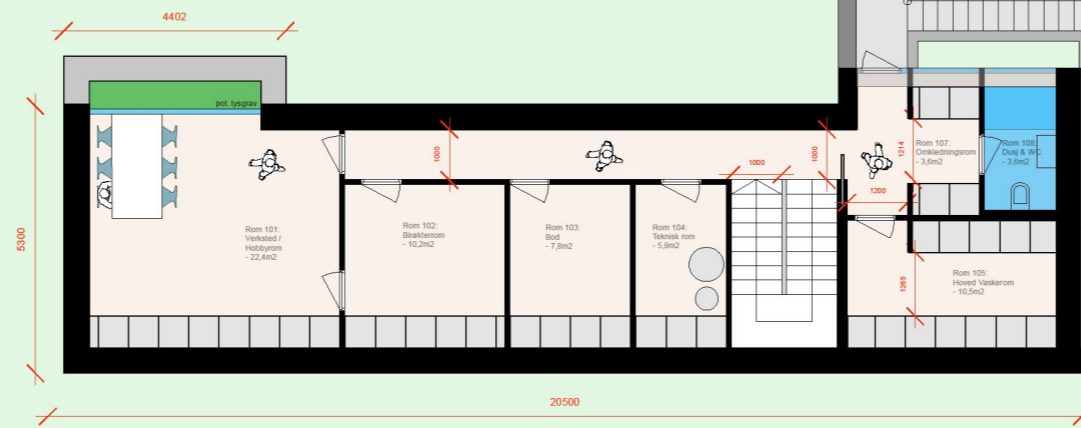 4402
pot. lysgrav
1000
1000
1000
1214
1200
Rom 107:
Omkledningsrom
- 3,6m2
Rom 108:
Dusj & WC
- 3,6m2
5300
Rom 101:
Verksted /
Hobbyrom
- 22,4m2
Rom 102:
Birøkterrom
- 10,2m2
Rom 103:
Bod
- 7,8m2
Rom 104:
Teknisk rom
- 5,9m2
Rom 105:
Hoved Vaskerom
- 10,5m2
1265
20500